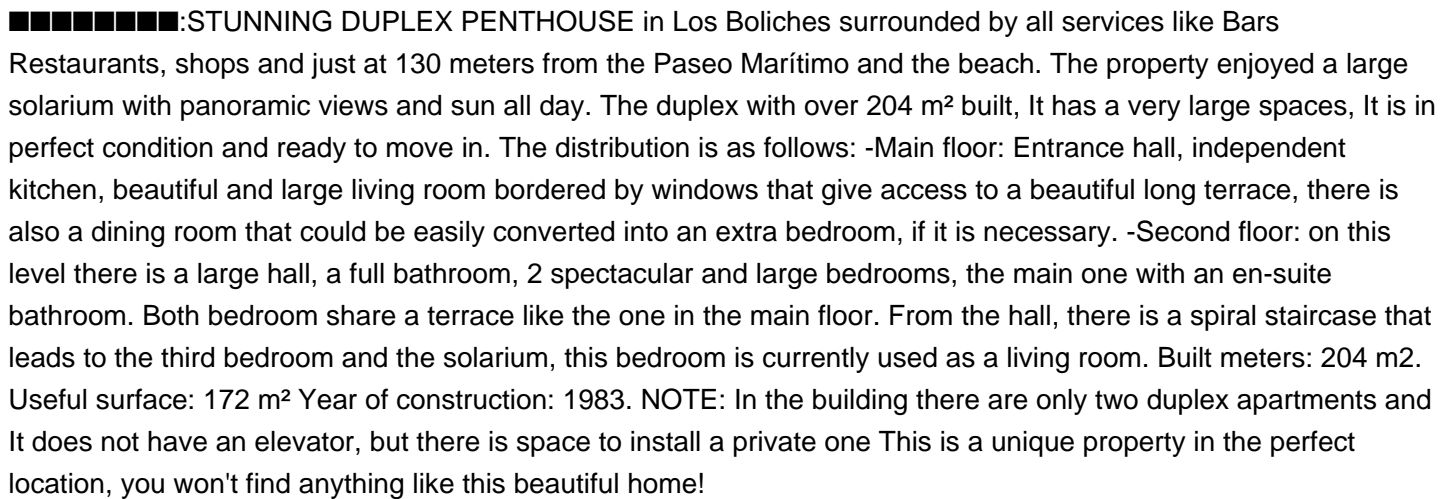 ■■■■■■■■:STUNNING DUPLEX PENTHOUSE in Los Boliches surrounded by all services like Bars
Restaurants, shops and just at 130 meters from the Paseo Marítimo and the beach. The property enjoyed a large
solarium with panoramic views and sun all day. The duplex with over 204 m² built, It has a very large spaces, It is in
perfect condition and ready to move in. The distribution is as follows: -Main floor: Entrance hall, independent
kitchen, beautiful and large living room bordered by windows that give access to a beautiful long terrace, there is
also a dining room that could be easily converted into an extra bedroom, if it is necessary. -Second floor: on this
level there is a large hall, a full bathroom, 2 spectacular and large bedrooms, the main one with an en-suite
bathroom. Both bedroom share a terrace like the one in the main floor. From the hall, there is a spiral staircase that
leads to the third bedroom and the solarium, this bedroom is currently used as a living room. Built meters: 204 m2.
Useful surface: 172 m² Year of construction: 1983. NOTE: In the building there are only two duplex apartments and
It does not have an elevator, but there is space to install a private one This is a unique property in the perfect
location, you won't find anything like this beautiful home!